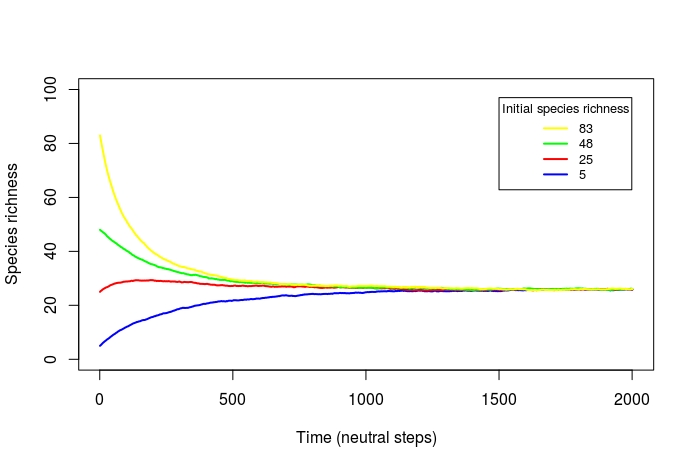 Species richness
100
80
60
40
20
0
Initial species richness
83
48
25
5
0 500 1000 1500 2000
Time (neutral steps)